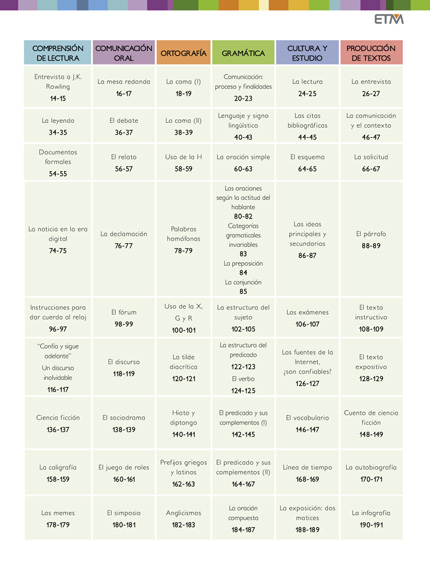 ETM
COMPRENSIÓN DE LECTURA
COMUNICACIÓN ORAL
ORTOGRAFÍA
GRAMÁTICA
CULTURA Y ESTUDIO
PRODUCCIÓN DE TEXTOS
Entrevista a J.K.
Rowling
14-15
La mesa redonda
16-17
La coma (I)
18-19
Comunicación:
proceso y finalidades
20-23
La lectura
24-25
La entrevista
26-27
La leyenda
34-35
El debate
36-37
La coma (II)
38-39
Lenguaje y signo
lingüístico
40-43
Las citas
bibliográficas
44-45
La comunicación
y el contexto
46-47
Documentos
formales
54-55
El relato
56-57
Uso de la H
58-59
La oración simple
60-63
El esquema
64-65
La solicitud
66-67
La noticia en la era
digital
74-75
La declamación
76-77
Palabras
homófonas
78-79
Las oraciones
según la actitud del
hablante
80-82
Categorías
gramaticales
invariables
83
La preposición
84
La conjunción
85
Las ideas
principales y
secundarias
86-87
El párrafo
88-89
Instrucciones para
dar cuerda al reloj
96-97
El fórum
98-99
Uso de la X,
G y R
100-101
La estructura del
sujeto
102-105
Los exámenes
106-107
El texto
instructivo
108-109
"Confía y sigue
adelante"
Un discurso
inolvidable
116-117
El discurso
118-119
La tilde
diacrítica
120-121
La estructura del
predicado
122-123
El verbo
124-125
Las fuentes de la
Internet,
¿son confiables?
126-127
El texto
expositivo
128-129
Ciencia ficción
136-137
El sociodrama
138-139
Hiato y
diptongo
140-141
El predicado y sus
complementos (I)
142-145
El vocabulario
146-147
Cuento de ciencia
ficción
148-149
La caligrafía
158-159
El juego de roles
160-161
Prefijos griegos
y latinos
162-163
El predicado y sus
complementos (II)
164-167
Línea de tiempo
168-169
La autobiografía
170-171
Los memes
178-179
El simposio
180-181
Anglicismos
182-183
La oración
compuesta
184-187
La exposición: dos
matices
188-189
La infografía
190-191